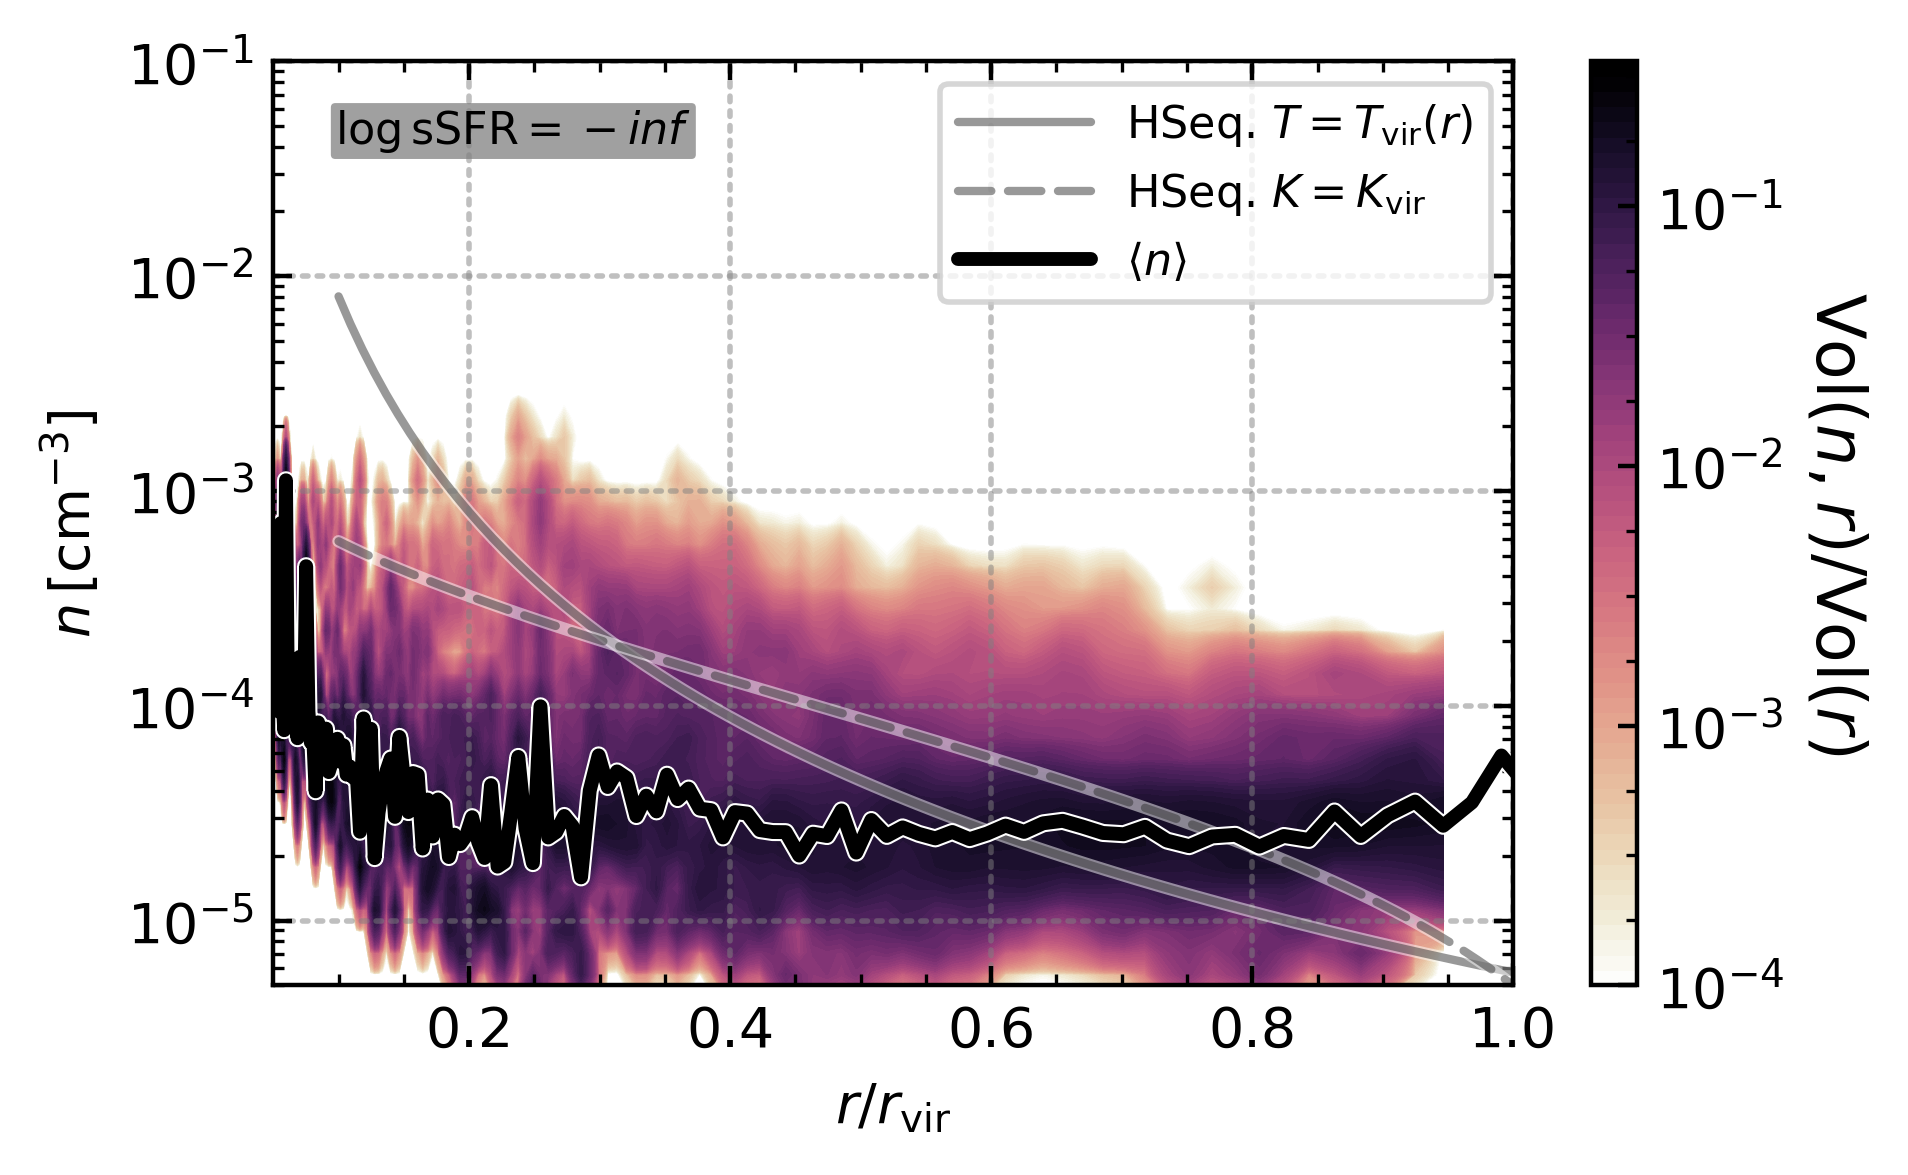 log sSFR = −inf
HSeq. T = T_vir(r)
HSeq. K = K_vir
⟨n⟩
n [cm⁻³]
10⁻¹
10⁻²
10⁻³
10⁻⁴
10⁻⁵
0.2 0.4 0.6 0.8 1.0
r/r_vir
10⁻¹
10⁻²
10⁻³
10⁻⁴
Vol(n, r)/Vol(r)